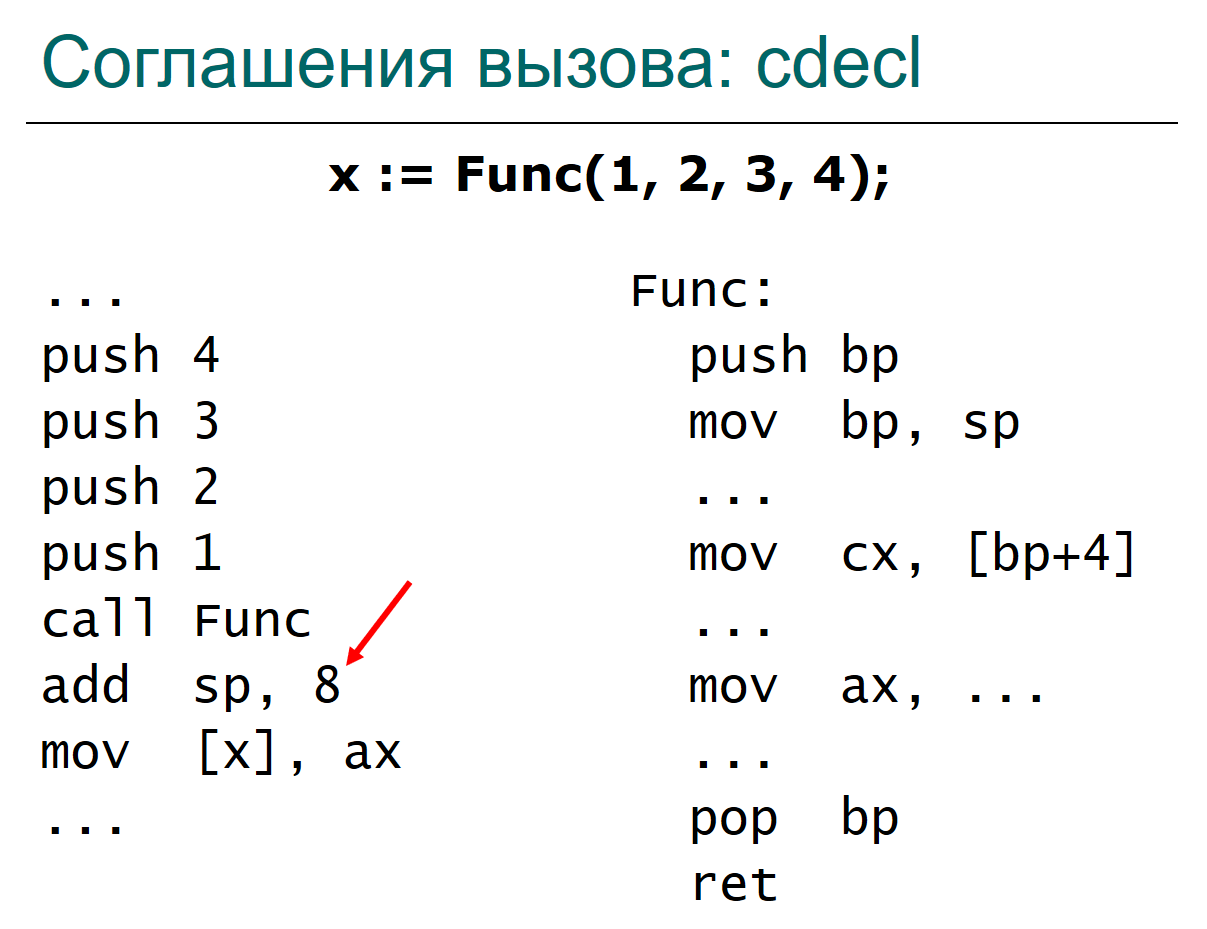 Соглашения вызова: cdecl
x := Func(1, 2, 3, 4);
...
push 4
push 3
push 2
push 1
call Func
add sp, 8
mov [x], ax
...
Func:
push bp
mov bp, sp
...
mov cx, [bp+4]
...
mov ax, ...
...
pop bp
ret